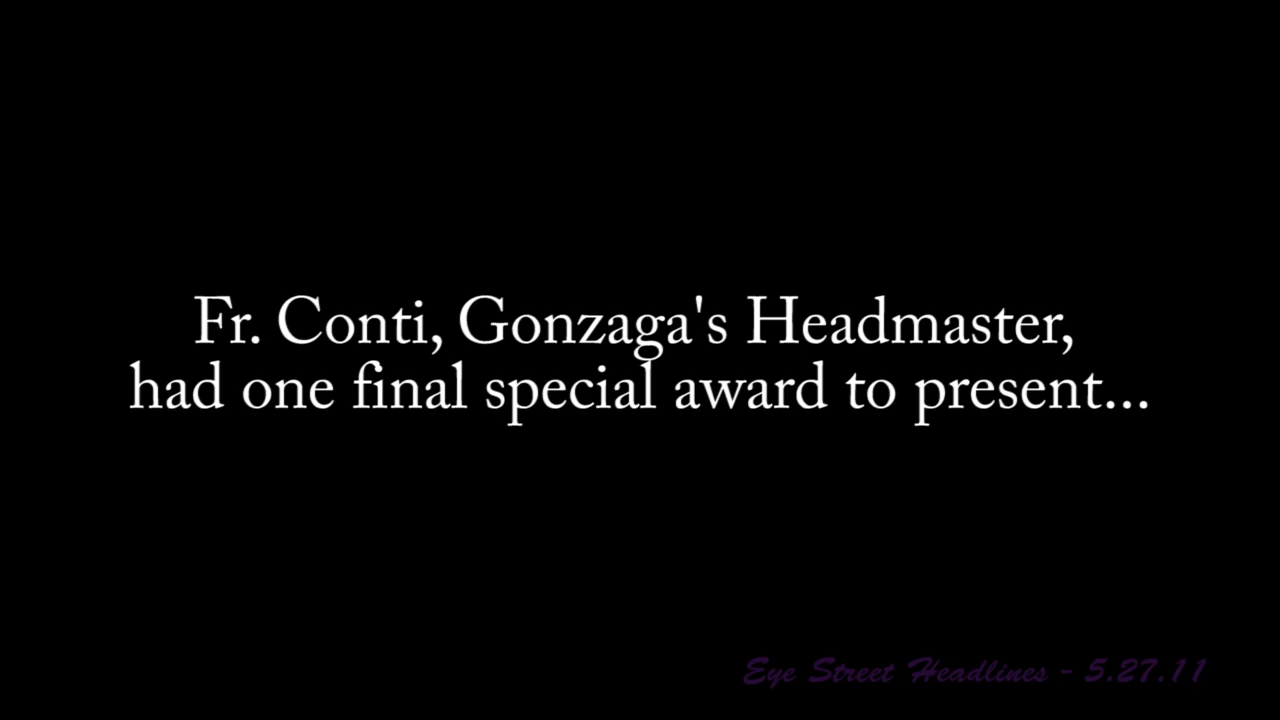 Fr. Conti, Gonzaga's Headmaster,
had one final special award to present...
Eye Street Headlines - 5.27.11